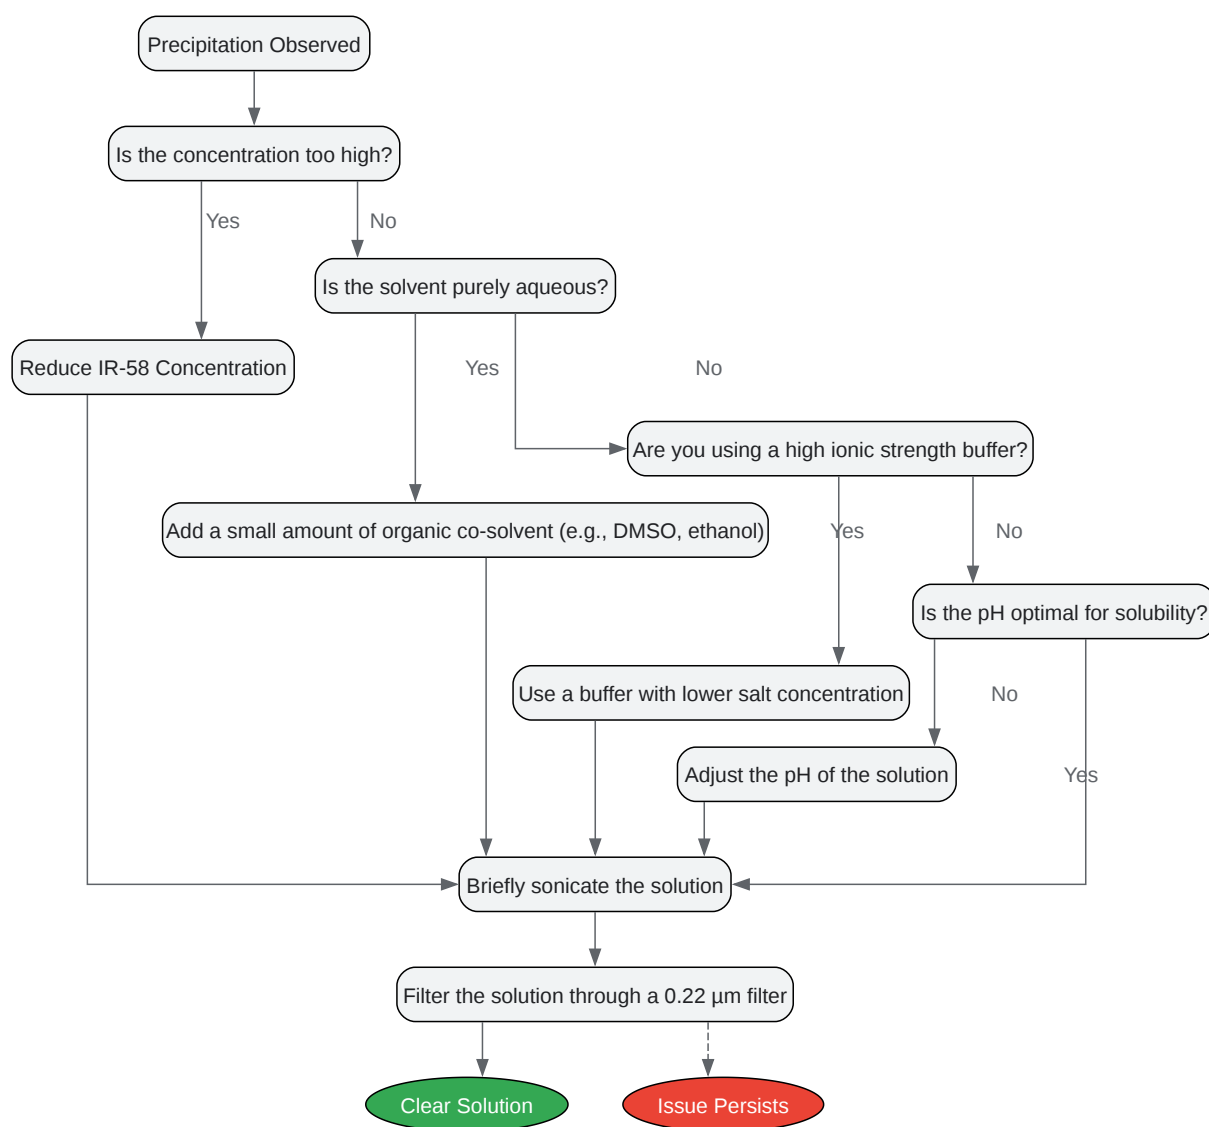 Precipitation Observed
Is the concentration too high?
Yes
No
Is the solvent purely aqueous?
Reduce IR-58 Concentration
Yes
No
Are you using a high ionic strength buffer?
Add a small amount of organic co-solvent (e.g., DMSO, ethanol)
Yes
No
Is the pH optimal for solubility?
Use a buffer with lower salt concentration
No
Adjust the pH of the solution
Yes
Briefly sonicate the solution
Filter the solution through a 0.22 µm filter
Clear Solution
Issue Persists